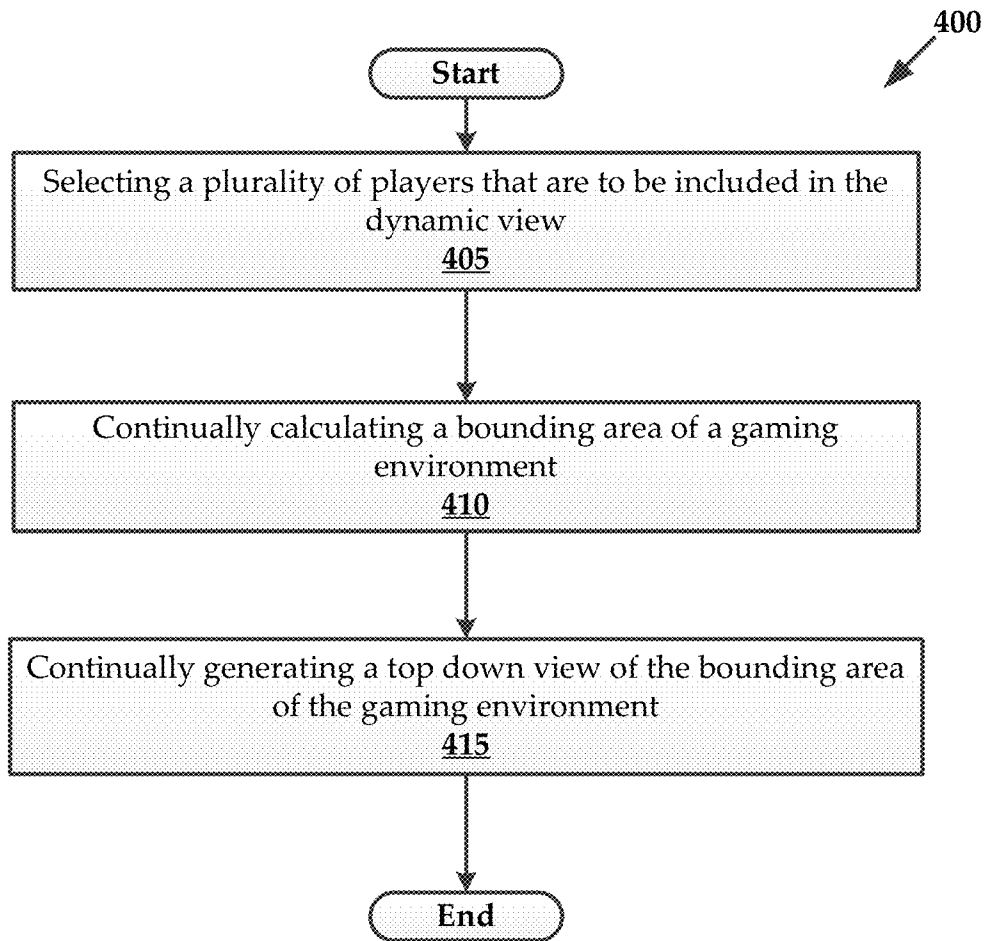 400
Start
Selecting a plurality of players that are to be included in the
dynamic view
405
Continually calculating a bounding area of a gaming
environment
410
Continually generating a top down view of the bounding area
of the gaming environment
415
End